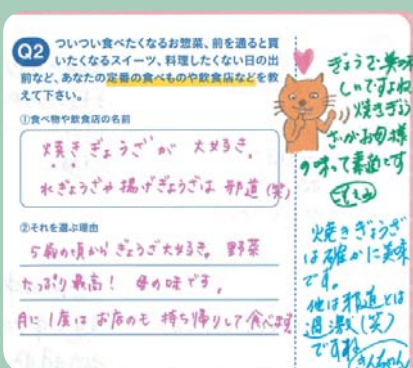 Q2
ついつい食べたくなるお惣菜、前を通ると買
いたくなるスイーツ、料理したくない日の出
前など、あなたの定番の食べものや飲食店などを教
えて下さい。
①食べ物や飲食店の名前
焼きぎょうざが 大好き。
水ぎょうざや揚げぎょうざは 邪道(笑)
②それを選ぶ理由
5歳の頃からぎょうざ大好き。 野菜
たっぷり最高! 母の味です。
月に1度は お店のも 持ち帰りして食べます
ぎょうざ美味
しいですよね
焼きぎょう
ざがお母様
の味って素敵です
焼きぎょうざ
は確かに美味
です。
他は邪道とは
過激(笑)
ですね
きんちゃん